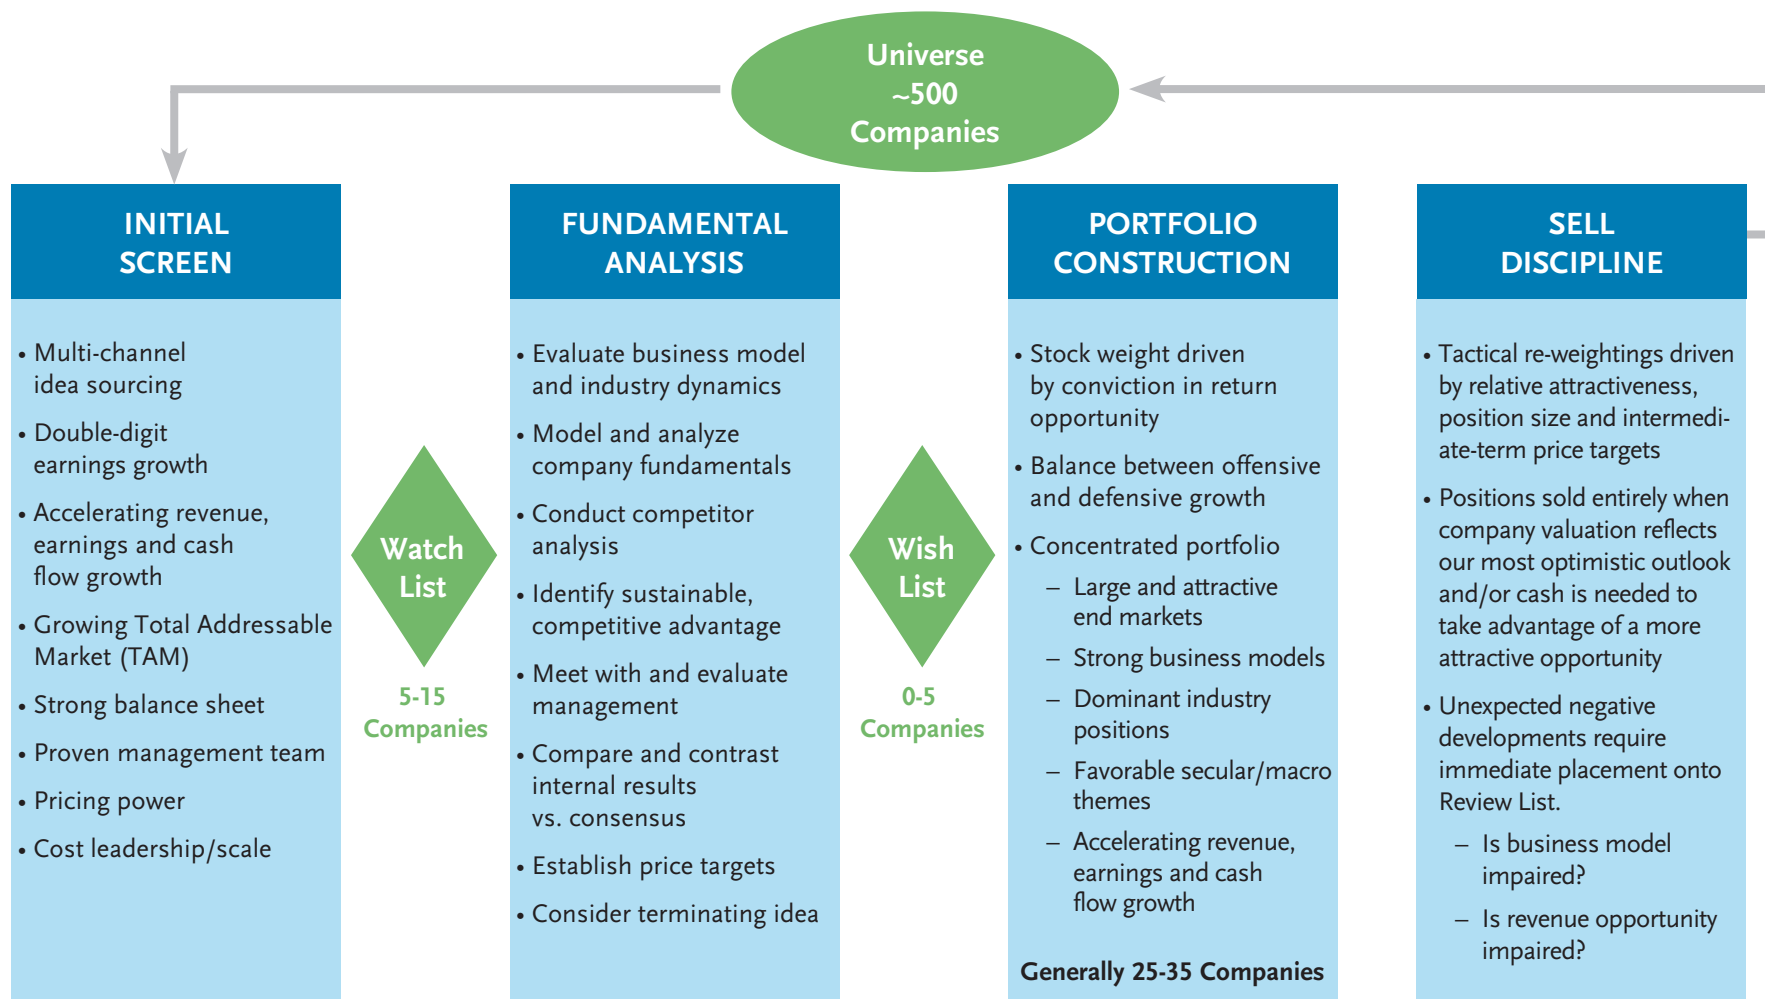 Universe
~500
Companies
INITIAL
SCREEN
• Multi-channel
idea sourcing
• Double-digit
earnings growth
• Accelerating revenue,
earnings and cash
flow growth
• Growing Total Addressable
Market (TAM)
• Strong balance sheet
• Proven management team
• Pricing power
• Cost leadership/scale
Watch
List
5-15
Companies
FUNDAMENTAL
ANALYSIS
• Evaluate business model
and industry dynamics
• Model and analyze
company fundamentals
• Conduct competitor
analysis
• Identify sustainable,
competitive advantage
• Meet with and evaluate
management
• Compare and contrast
internal results
vs. consensus
• Establish price targets
• Consider terminating idea
Wish
List
0-5
Companies
PORTFOLIO
CONSTRUCTION
• Stock weight driven
by conviction in return
opportunity
• Balance between offensive
and defensive growth
• Concentrated portfolio
– Large and attractive
end markets
– Strong business models
– Dominant industry
positions
– Favorable secular/macro
themes
– Accelerating revenue,
earnings and cash
flow growth
Generally 25-35 Companies
SELL
DISCIPLINE
• Tactical re-weightings driven
by relative attractiveness,
position size and intermedi-
ate-term price targets
• Positions sold entirely when
company valuation reflects
our most optimistic outlook
and/or cash is needed to
take advantage of a more
attractive opportunity
• Unexpected negative
developments require
immediate placement onto
Review List.
– Is business model
impaired?
– Is revenue opportunity
impaired?